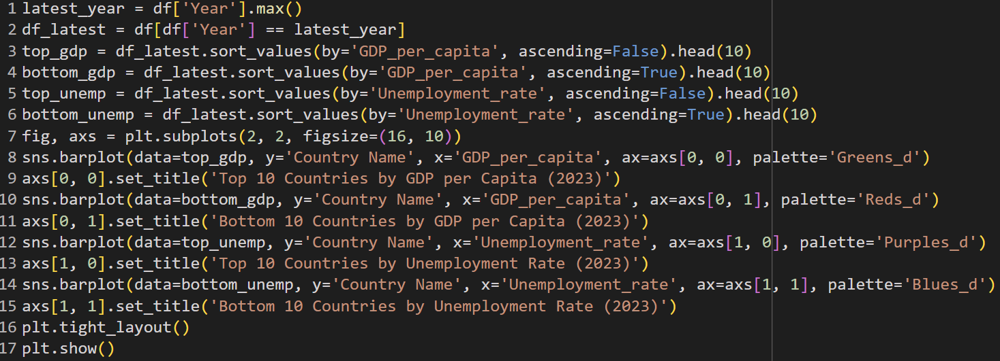 1 latest_year = df['Year'].max()
2 df_latest = df[df['Year'] == latest_year]
3 top_gdp = df_latest.sort_values(by='GDP_per_capita', ascending=False).head(10)
4 bottom_gdp = df_latest.sort_values(by='GDP_per_capita', ascending=True).head(10)
5 top_unemp = df_latest.sort_values(by='Unemployment_rate', ascending=False).head(10)
6 bottom_unemp = df_latest.sort_values(by='Unemployment_rate', ascending=True).head(10)
7 fig, axs = plt.subplots(2, 2, figsize=(16, 10))
8 sns.barplot(data=top_gdp, y='Country Name', x='GDP_per_capita', ax=axs[0, 0], palette='Greens_d')
9 axs[0, 0].set_title('Top 10 Countries by GDP per Capita (2023)')
10 sns.barplot(data=bottom_gdp, y='Country Name', x='GDP_per_capita', ax=axs[0, 1], palette='Reds_d')
11 axs[0, 1].set_title('Bottom 10 Countries by GDP per Capita (2023)')
12 sns.barplot(data=top_unemp, y='Country Name', x='Unemployment_rate', ax=axs[1, 0], palette='Purples_d')
13 axs[1, 0].set_title('Top 10 Countries by Unemployment Rate (2023)')
14 sns.barplot(data=bottom_unemp, y='Country Name', x='Unemployment_rate', ax=axs[1, 1], palette='Blues_d')
15 axs[1, 1].set_title('Bottom 10 Countries by Unemployment Rate (2023)')
16 plt.tight_layout()
17 plt.show()